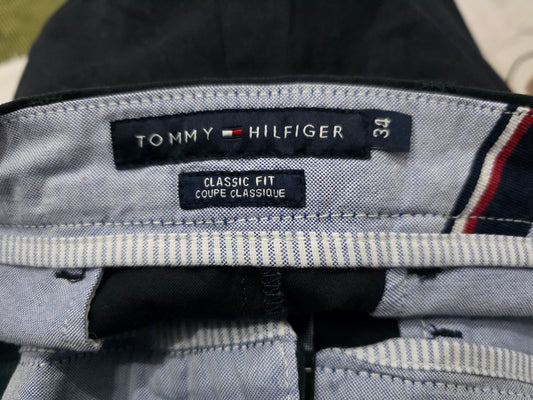 TOMMY HILFIGER 34
CLASSIC FIT
COUPE CLASSIQUE